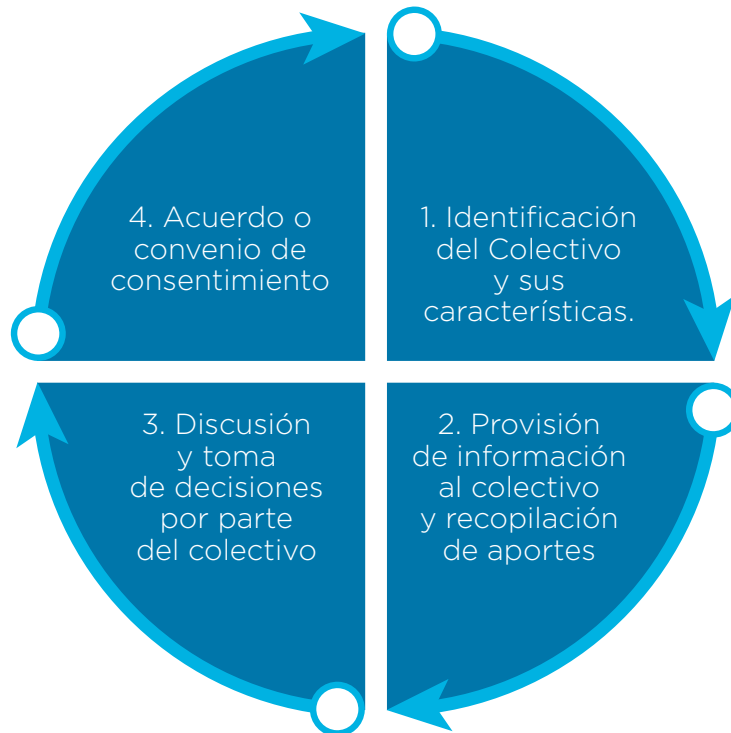 1. Identificación
del Colectivo
y sus
características.
2. Provisión
de información
al colectivo
y recopilación
de aportes
3. Discusión
y toma
de decisiones
por parte
del colectivo
4. Acuerdo o
convenio de
consentimiento